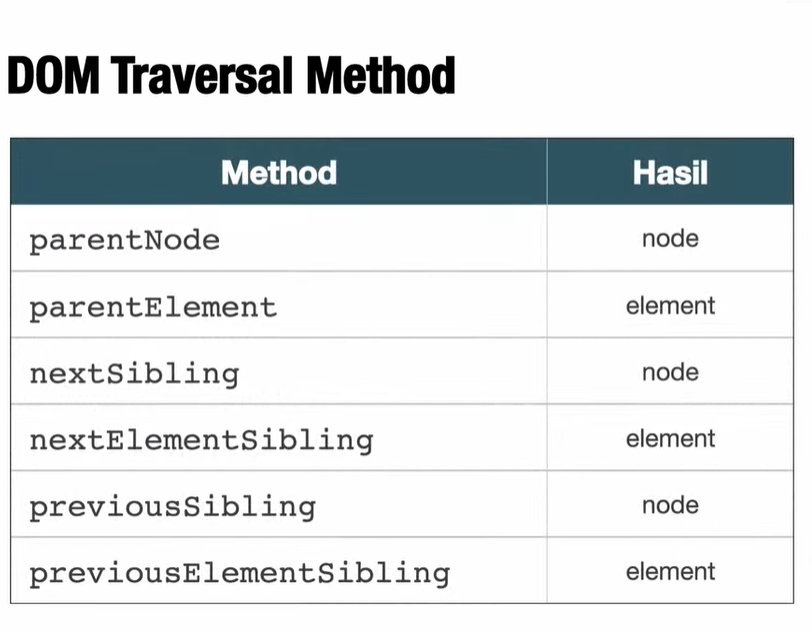 DOM Traversal Method
Method Hasil
parentNode node
parentElement element
nextSibling node
nextElementSibling element
previousSibling node
previousElementSibling element